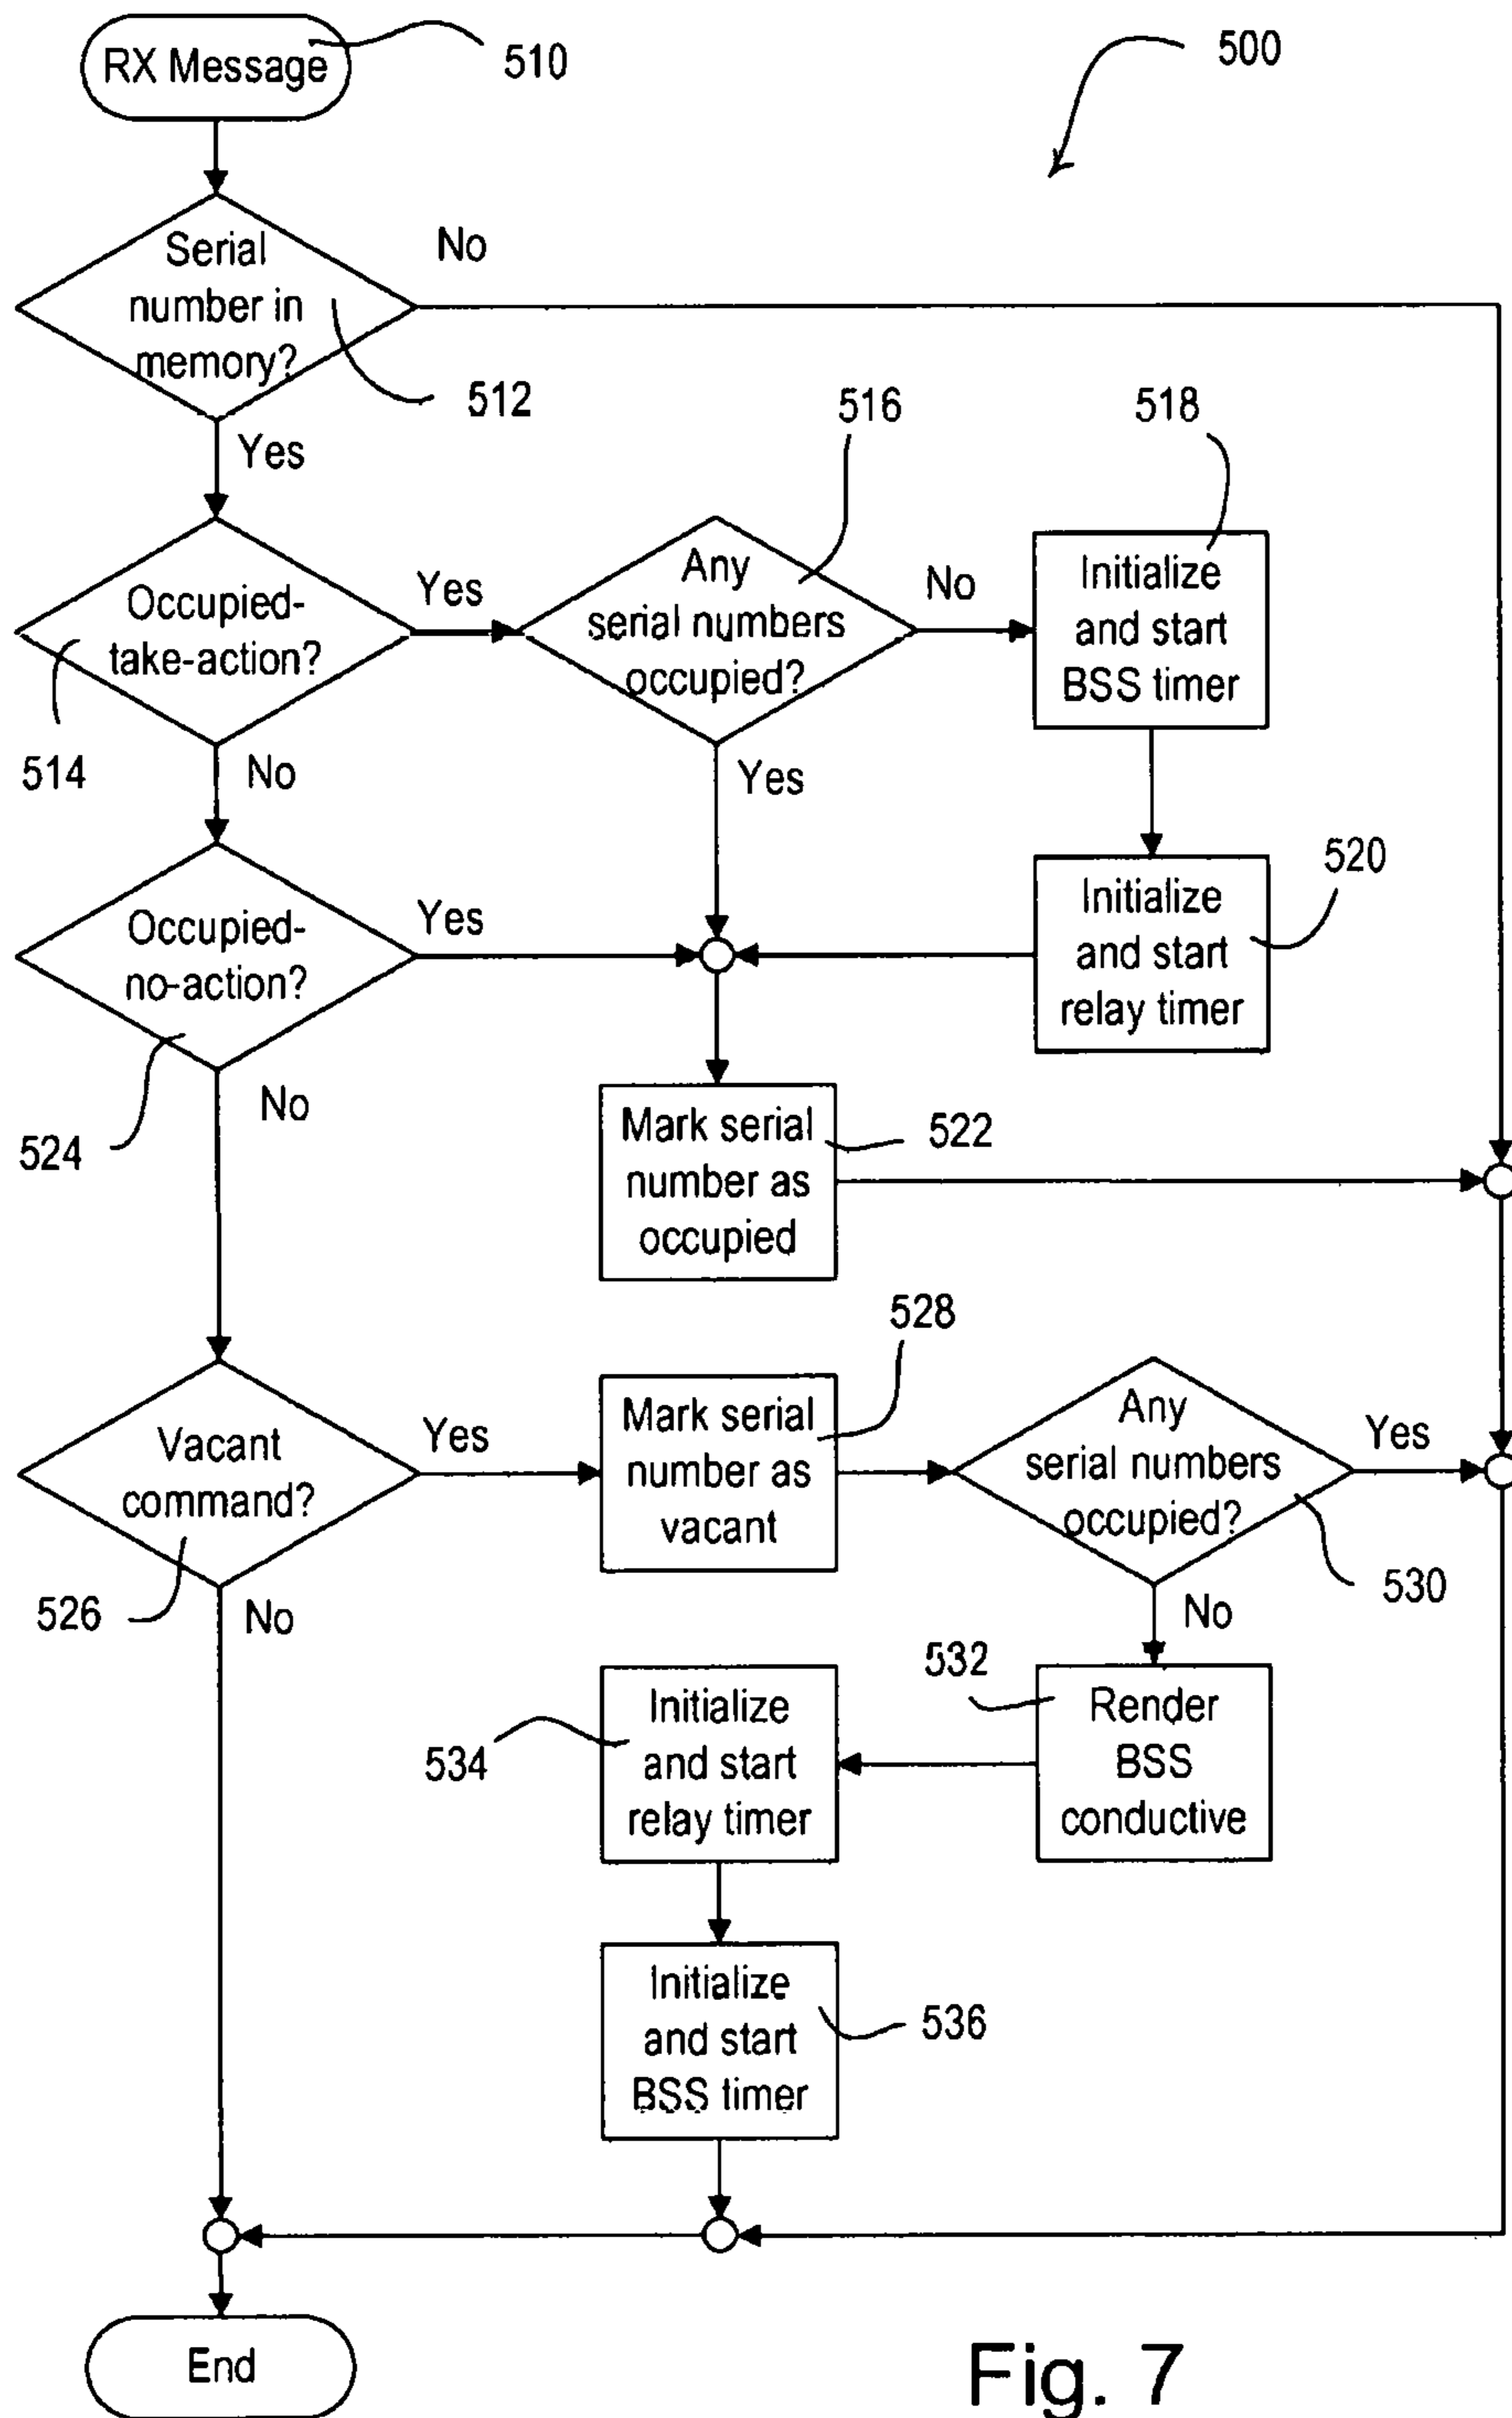 RX Message
510
500
Serial
number in
memory?
No
512
Yes
516
518
Occupied-
take-action?
Yes
Any
serial numbers
occupied?
No
Initialize
and start
BSS timer
514
No
Yes
520
Occupied-
no-action?
Yes
Initialize
and start
relay timer
524
No
Mark serial
number as
occupied
522
528
Vacant
command?
Yes
Mark serial
number as
vacant
Any
serial numbers
occupied?
Yes
530
526
No
No
532
Render
BSS
conductive
Initialize
and start
relay timer
534
Initialize
and start
BSS timer
536
End
Fig. 7